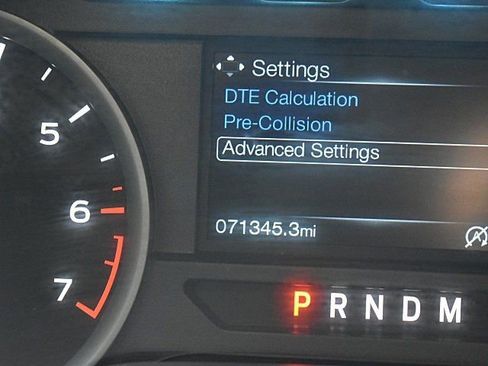 Settings
DTE Calculation
Pre-Collision
Advanced Settings
5
6
7
071345.3mi
P R N D M